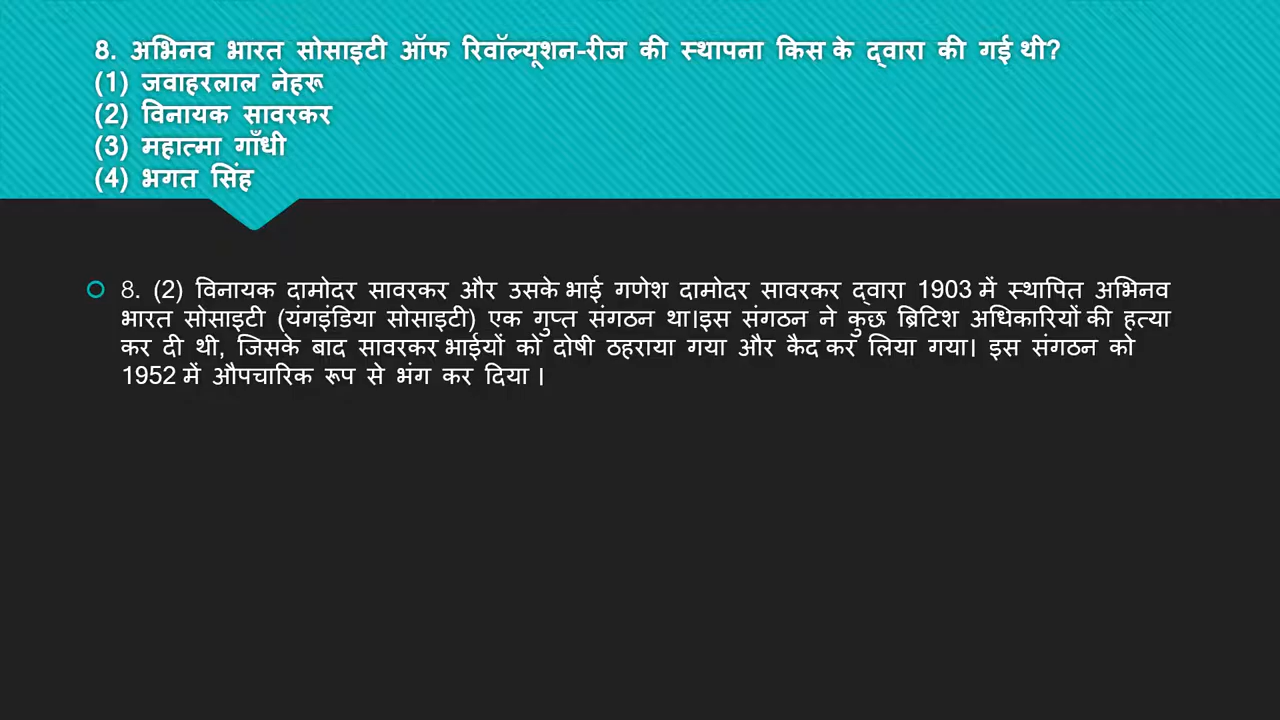 8. अभिनव भारत सोसाइटी ऑफ रिवॉल्यूशन-रीज की स्थापना किस के द्वारा की गई थी?
(1) जवाहरलाल नेहरू
(2) विनायक सावरकर
(3) महात्मा गाँधी
(4) भगत सिंह
8. (2) विनायक दामोदर सावरकर और उसके भाई गणेश दामोदर सावरकर द्वारा 1903 में स्थापित अभिनव
भारत सोसाइटी (यंगइंडिया सोसाइटी) एक गुप्त संगठन था।इस संगठन ने कुछ ब्रिटिश अधिकारियों की हत्या
कर दी थी, जिसके बाद सावरकर भाईयों को दोषी ठहराया गया और कैद कर लिया गया। इस संगठन को
1952 में औपचारिक रूप से भंग कर दिया ।